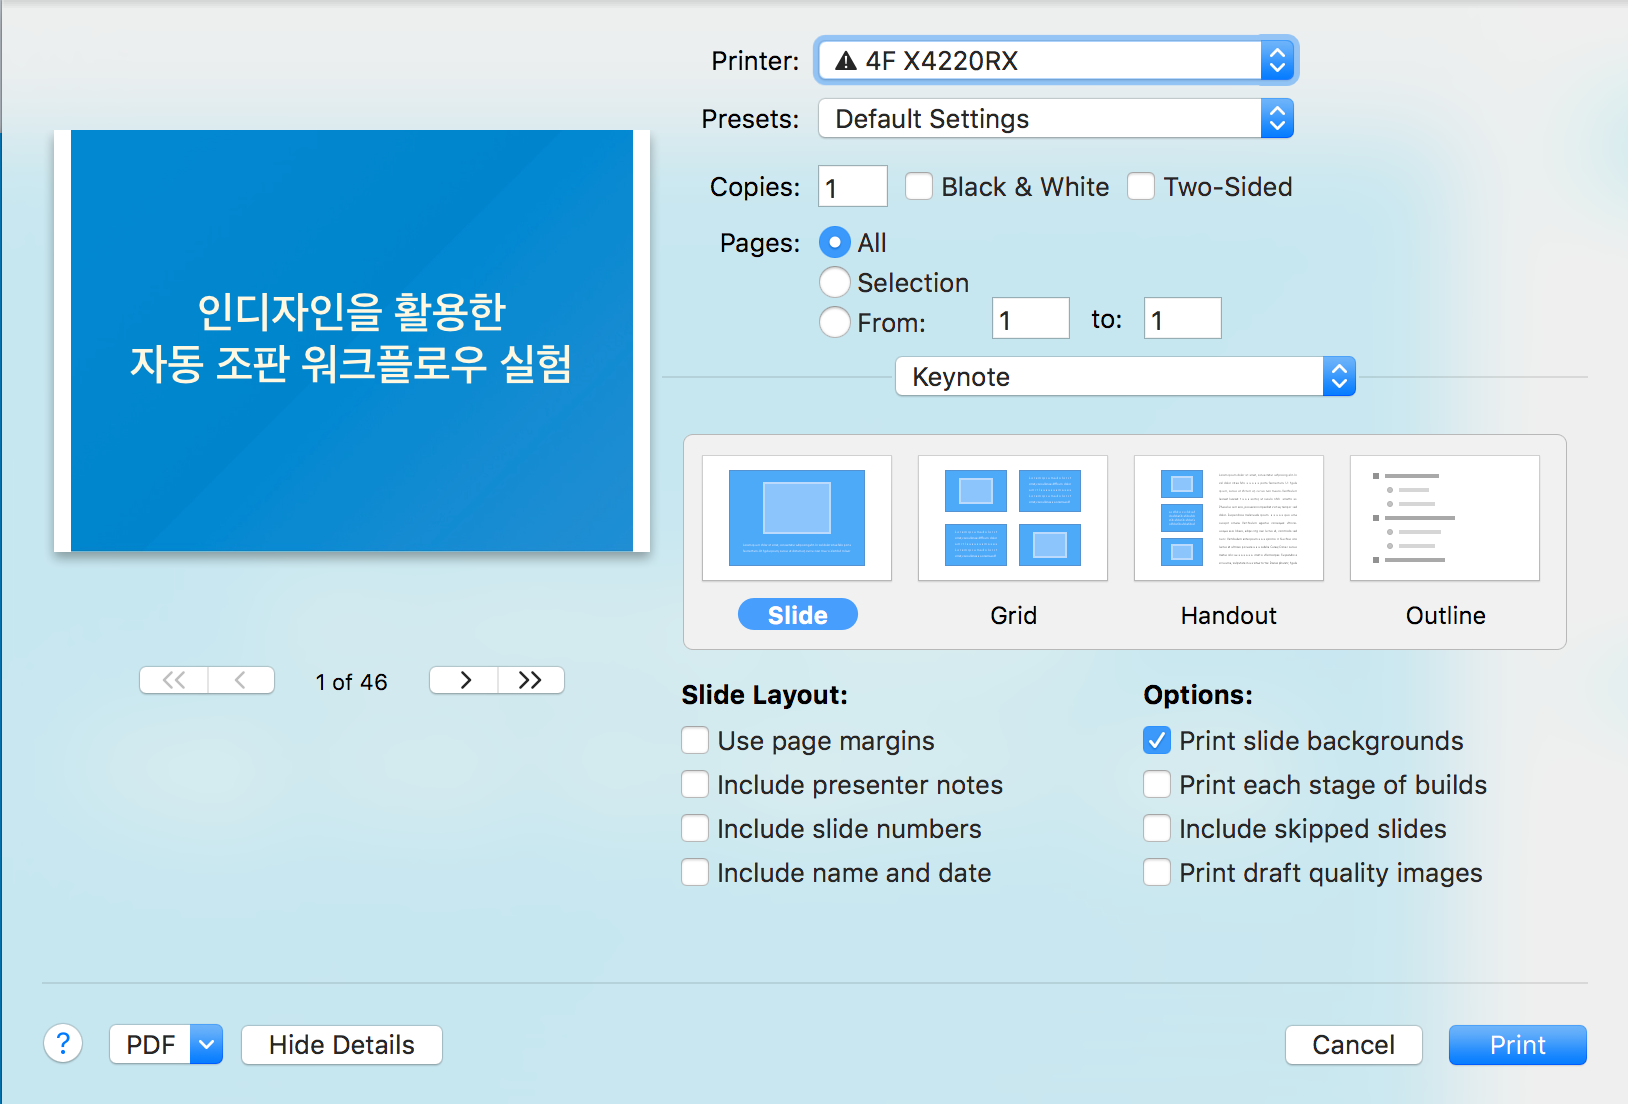 Printer: 4F X4220RX
Presets: Default Settings
Copies: 1 Black & White Two-Sided
Pages: All
Selection
From: 1 to: 1
Keynote
인디자인을 활용한
자동 조판 워크플로우 실험
1 of 46
Slide Grid Handout Outline
Slide Layout:
Use page margins
Include presenter notes
Include slide numbers
Include name and date
Options:
Print slide backgrounds
Print each stage of builds
Include skipped slides
Print draft quality images
? PDF Hide Details Cancel Print